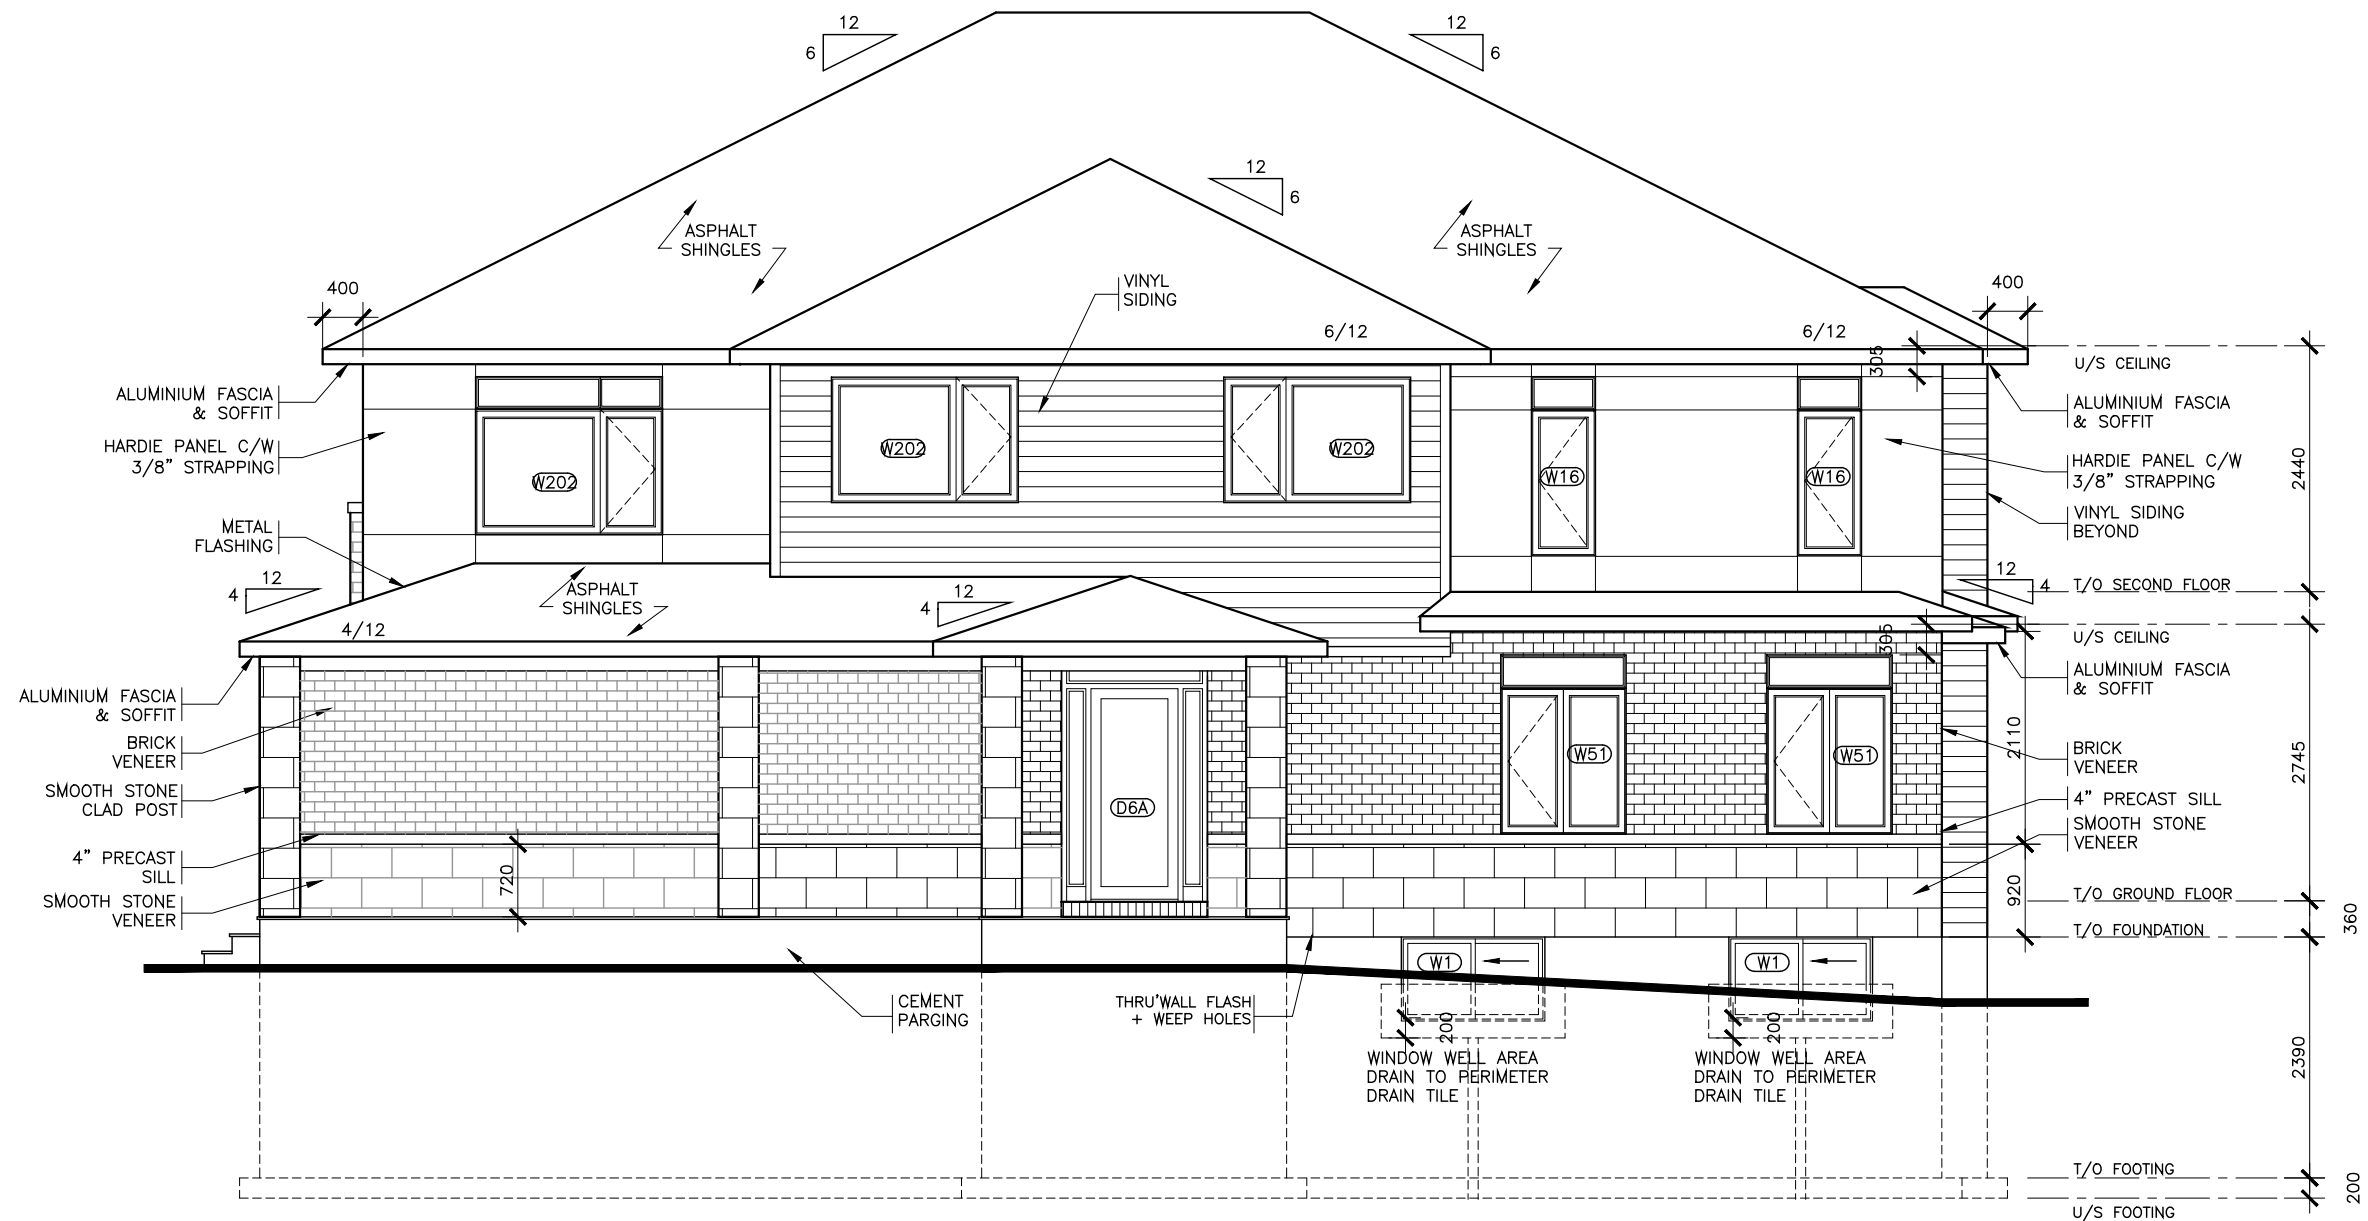 12
6
12
6
12
6
ASPHALT
SHINGLES
ASPHALT
SHINGLES
VINYL
SIDING
400
400
6/12
6/12
305
U/S CEILING
ALUMINIUM FASCIA
& SOFFIT
HARDIE PANEL C/W
3/8" STRAPPING
ALUMINIUM FASCIA
& SOFFIT
HARDIE PANEL C/W
3/8" STRAPPING
VINYL SIDING
BEYOND
2440
W202
W202
W202
W16
W16
METAL
FLASHING
12
4
ASPHALT
SHINGLES
12
4
12
4
T/O SECOND FLOOR
4/12
305
U/S CEILING
ALUMINIUM FASCIA
& SOFFIT
ALUMINIUM FASCIA
& SOFFIT
BRICK
VENEER
SMOOTH STONE
CLAD POST
4" PRECAST
SILL
SMOOTH STONE
VENEER
720
D6A
W51
W51
2110
2745
BRICK
VENEER
4" PRECAST SILL
SMOOTH STONE
VENEER
920
T/O GROUND FLOOR
360
T/O FOUNDATION
W1
W1
CEMENT
PARGING
THRU'WALL FLASH
+ WEEP HOLES
200
200
WINDOW WELL AREA
DRAIN TO PERIMETER
DRAIN TILE
WINDOW WELL AREA
DRAIN TO PERIMETER
DRAIN TILE
2390
T/O FOOTING
200
U/S FOOTING